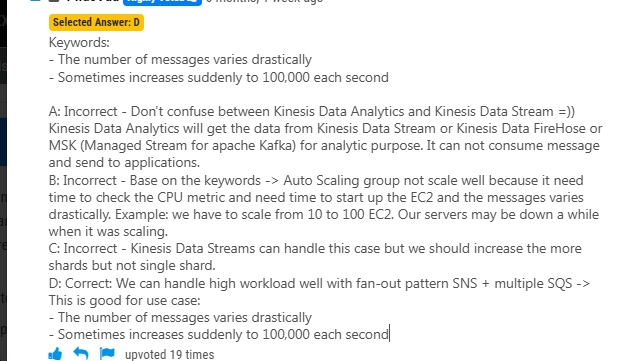 Selected Answer: D
Keywords:
- The number of messages varies drastically
- Sometimes increases suddenly to 100,000 each second
A: Incorrect - Don't confuse between Kinesis Data Analytics and Kinesis Data Stream =))
Kinesis Data Analytics will get the data from Kinesis Data Stream or Kinesis Data FireHose or
MSK (Managed Stream for apache Kafka) for analytic purpose. It can not consume message
and send to applications.
B: Incorrect - Base on the keywords -> Auto Scaling group not scale well because it need
time to check the CPU metric and need time to start up the EC2 and the messages varies
drastically. Example: we have to scale from 10 to 100 EC2. Our servers may be down a while
when it was scaling.
C: Incorrect - Kinesis Data Streams can handle this case but we should increase the more
shards but not single shard.
D: Correct: We can handle high workload well with fan-out pattern SNS + multiple SQS ->
This is good for use case:
- The number of messages varies drastically
- Sometimes increases suddenly to 100,000 each second
upvoted 19 times